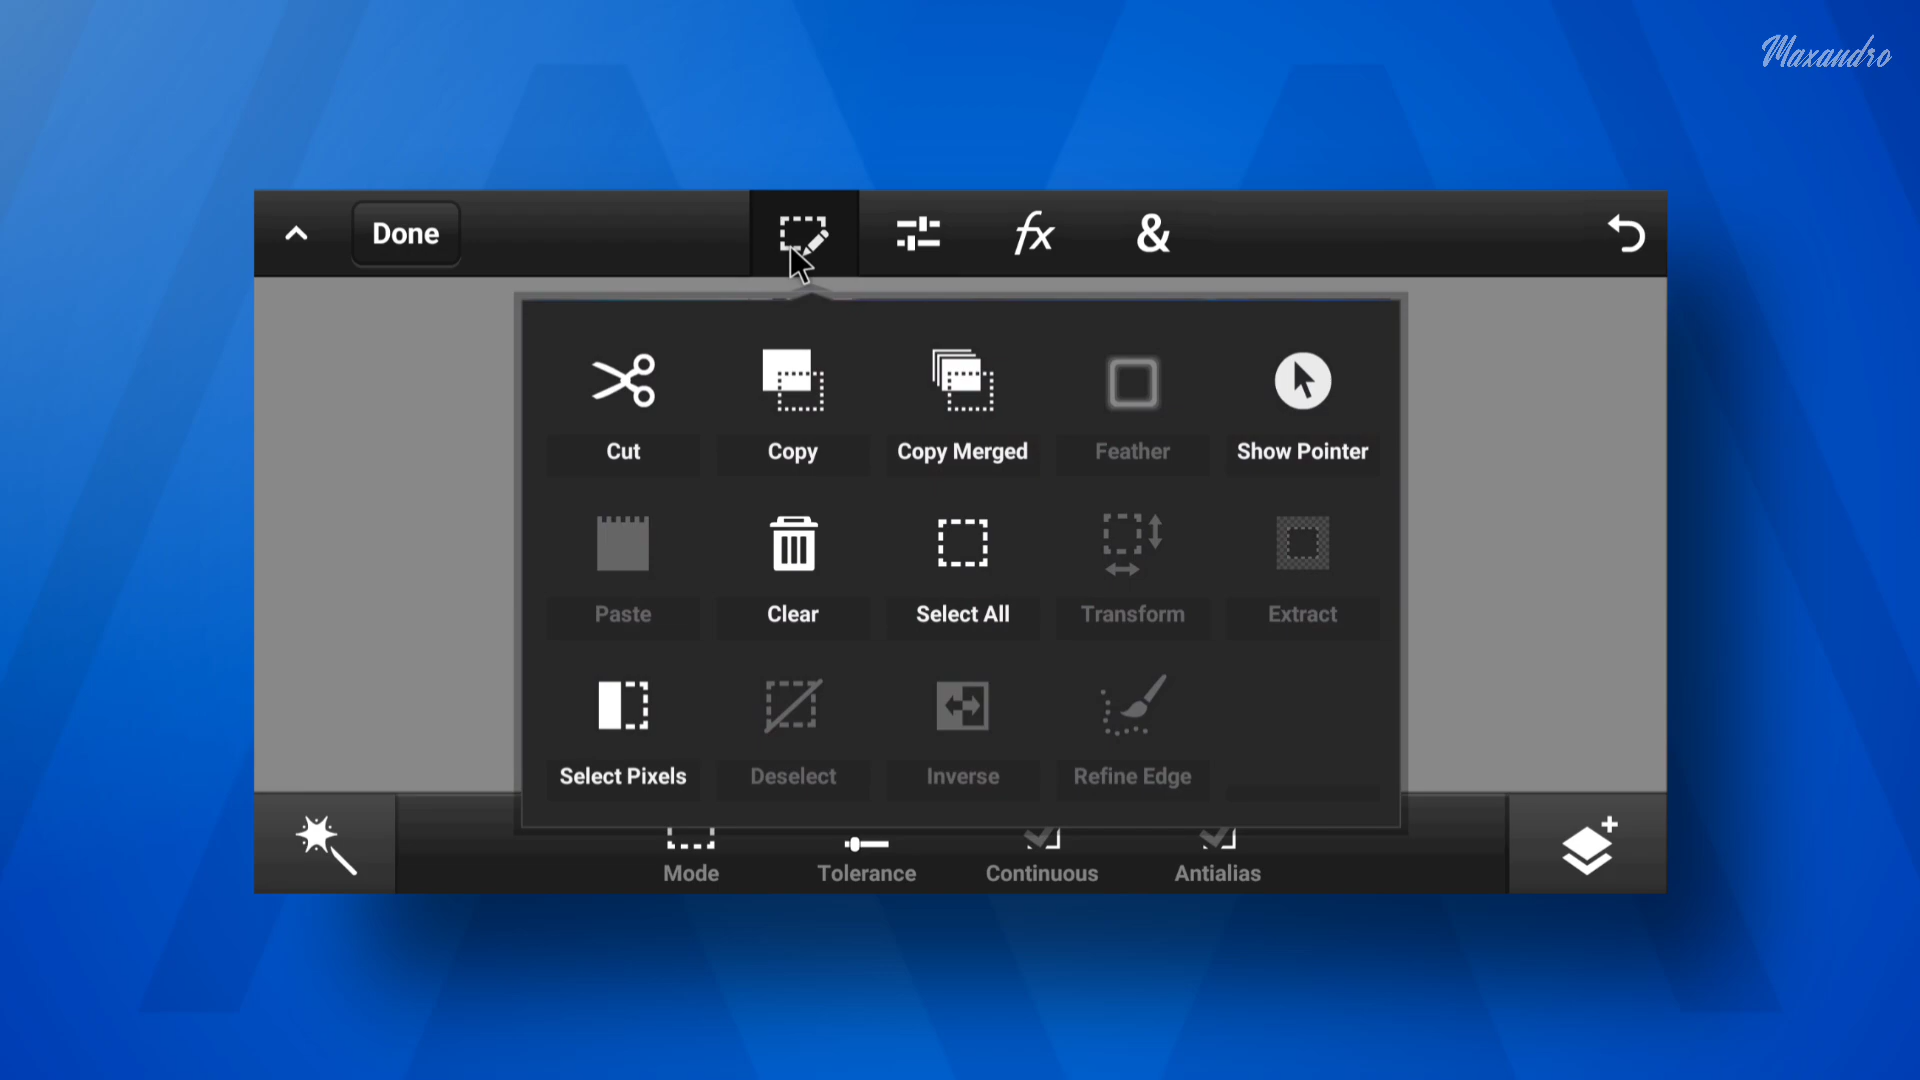 Maxandro
Done
fx
&
Cut
Copy
Copy Merged
Feather
Show Pointer
Paste
Clear
Select All
Transform
Extract
Select Pixels
Deselect
Inverse
Refine Edge
Mode
Tolerance
Continuous
Antialias